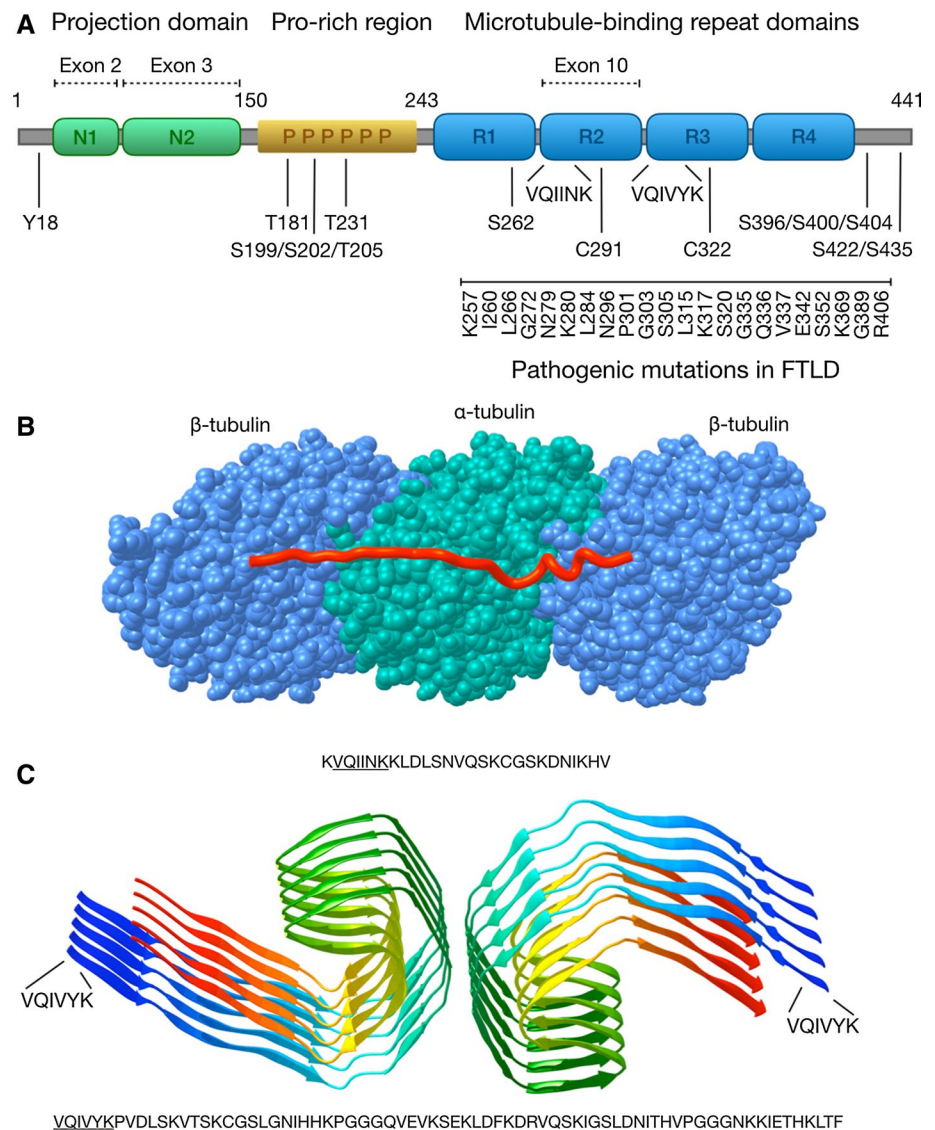 A
Projection domain Pro-rich region Microtubule-binding repeat domains
Exon 2 Exon 3 Exon 10
1 150 243 441
N1 N2 P P P P P P R1 R2 R3 R4
VQIINK VQIVYK
Y18 T181 T231 S262 S396/S400/S404
S199/S202/T205 C291 C322 S422/S435
K257
I260
L266
G272
N279
K280
L284
N296
P301
G303
S305
L315
K317
S320
G335
Q336
V337
E342
S352
K369
G389
R406
Pathogenic mutations in FTLD
B
β-tubulin α-tubulin β-tubulin
C
KVQIINKKLDLSNVQSKCGSKDNIKHV
VQIVYK VQIVYK
VQIVYKPVDLSKVTSKCGSLGNIHHKPGGGQVEVKSEKLDFKDRVQSKIGSLDNITHVPGGGNKKIETHKLTF